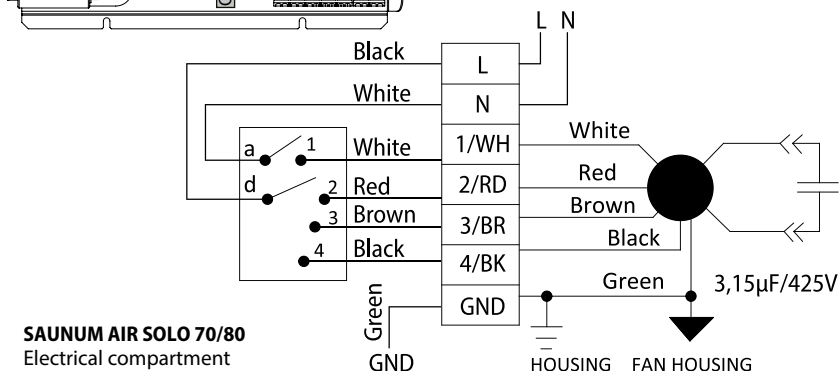 L N
Black
L
White
N
a
1
White
1/WH
White
d
2
Red
2/RD
Red
3
Brown
3/BR
Brown
4
Black
4/BK
Black
Green
GND
Green
3,15µF/425V
SAUNUM AIR SOLO 70/80
Electrical compartment
GND
HOUSING
FAN HOUSING